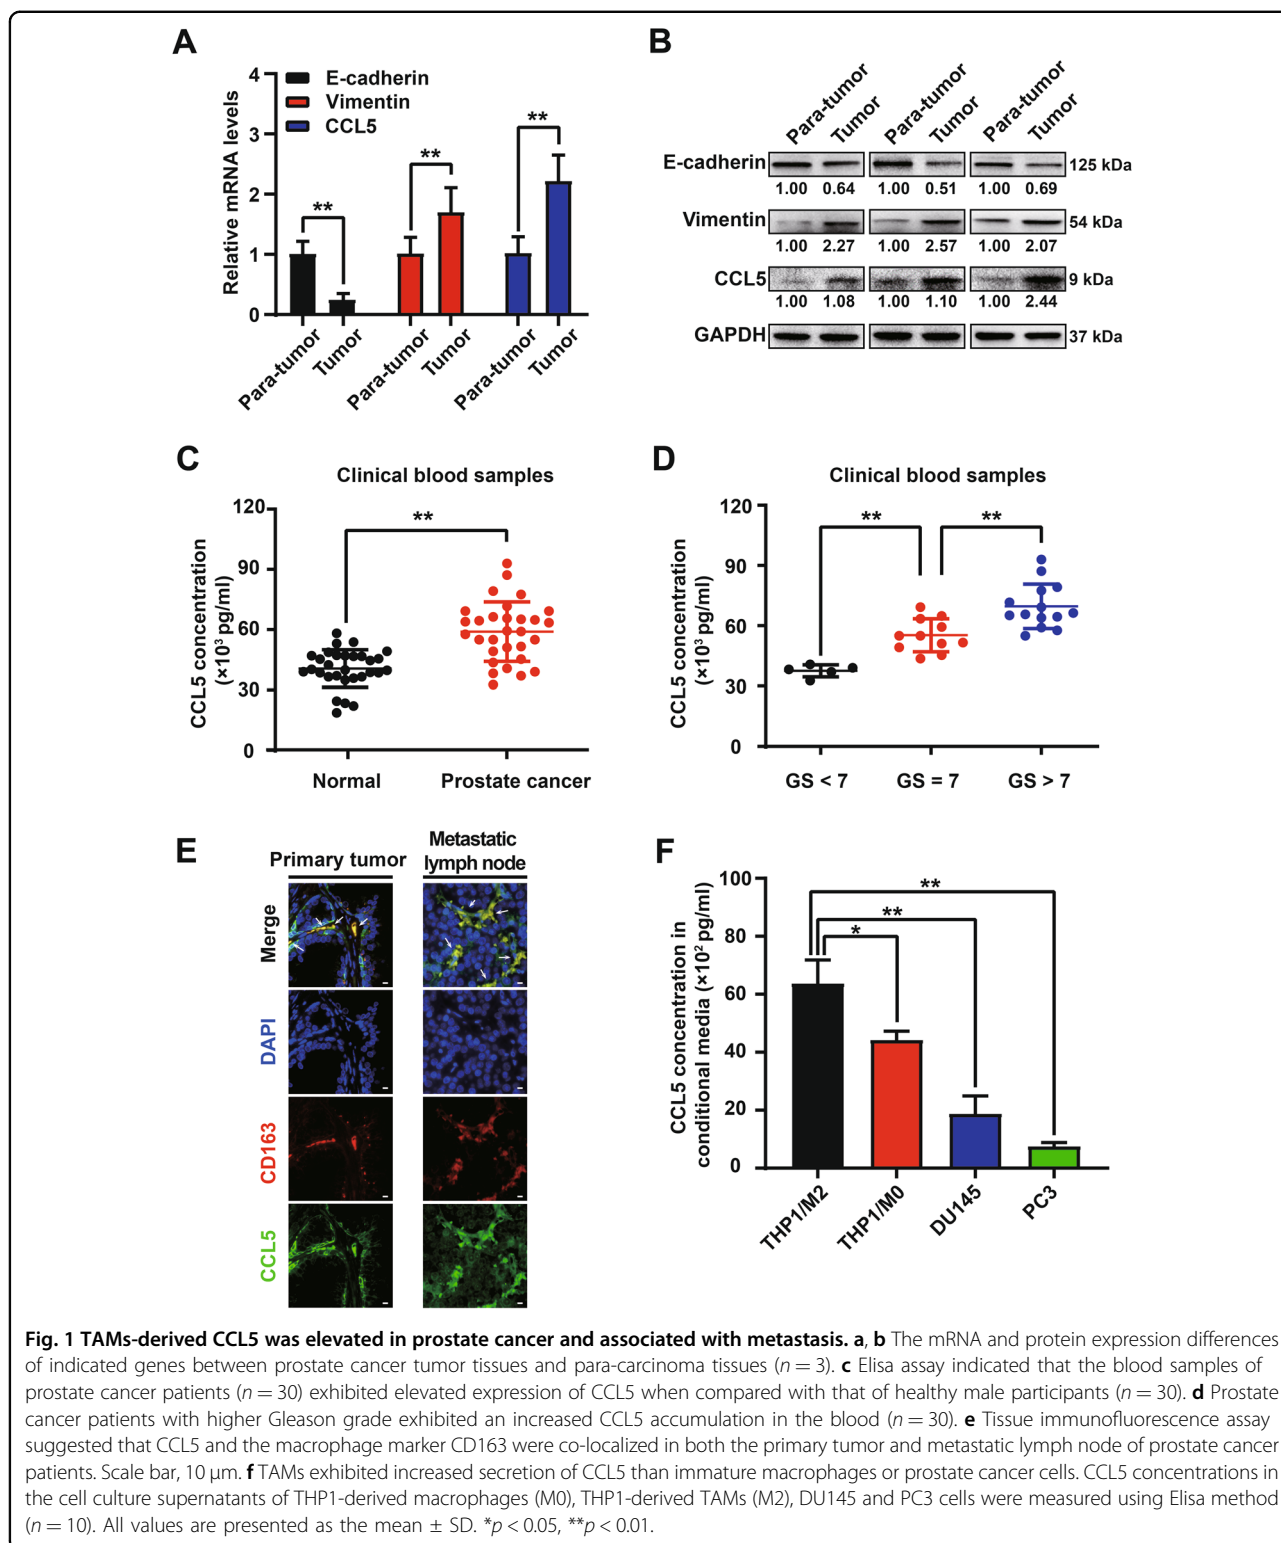 A
Relative mRNA levels
4
3
2
1
0
E-cadherin
Vimentin
CCL5
**
**
**
Para-tumor
Tumor
Para-tumor
Tumor
Para-tumor
Tumor
B
Para-tumor
Tumor
Para-tumor
Tumor
Para-tumor
Tumor
E-cadherin
125 kDa
1.00 0.64 1.00 0.51 1.00 0.69
Vimentin
54 kDa
1.00 2.27 1.00 2.57 1.00 2.07
CCL5
9 kDa
1.00 1.08 1.00 1.10 1.00 2.44
GAPDH
37 kDa
C
Clinical blood samples
CCL5 concentration
(×10³ pg/ml)
120
90
60
30
0
**
Normal
Prostate cancer
D
Clinical blood samples
CCL5 concentration
(×10³ pg/ml)
120
90
60
30
0
**
**
GS < 7
GS = 7
GS > 7
E
Primary tumor
Metastatic
lymph node
Merge
DAPI
CD163
CCL5
F
CCL5 concentration in
conditional media (×10² pg/ml)
100
80
60
40
20
0
**
**
*
THP1/M2
THP1/M0
DU145
PC3
Fig. 1 TAMs-derived CCL5 was elevated in prostate cancer and associated with metastasis. a, b The mRNA and protein expression differences
of indicated genes between prostate cancer tumor tissues and para-carcinoma tissues (n = 3). c Elisa assay indicated that the blood samples of
prostate cancer patients (n = 30) exhibited elevated expression of CCL5 when compared with that of healthy male participants (n = 30). d Prostate
cancer patients with higher Gleason grade exhibited an increased CCL5 accumulation in the blood (n = 30). e Tissue immunofluorescence assay
suggested that CCL5 and the macrophage marker CD163 were co-localized in both the primary tumor and metastatic lymph node of prostate cancer
patients. Scale bar, 10 μm. f TAMs exhibited increased secretion of CCL5 than immature macrophages or prostate cancer cells. CCL5 concentrations in
the cell culture supernatants of THP1-derived macrophages (M0), THP1-derived TAMs (M2), DU145 and PC3 cells were measured using Elisa method
(n = 10). All values are presented as the mean ± SD. *p < 0.05, **p < 0.01.